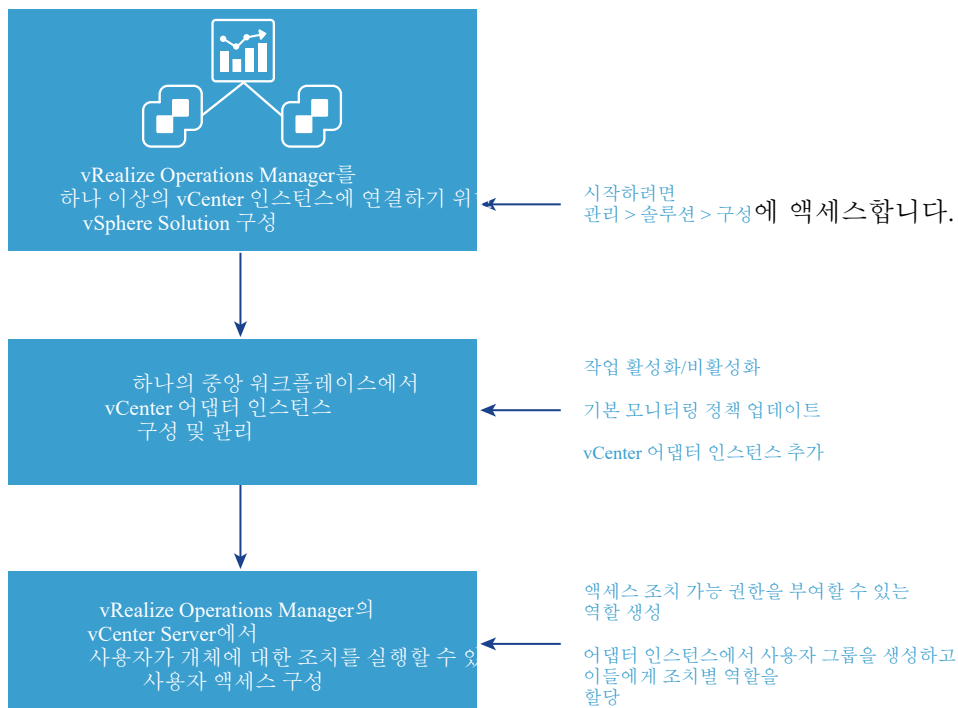 vRealize Operations Manager를
하나 이상의 vCenter 인스턴스에 연결하기 위
vSphere Solution 구성
시작하려면
관리 > 솔루션 > 구성에 액세스합니다.
하나의 중앙 워크플레이스에서
vCenter 어댑터 인스턴스
구성 및 관리
작업 활성화/비활성화
기본 모니터링 정책 업데이트
vCenter 어댑터 인스턴스 추가
vRealize Operations Manager의
vCenter Server에서
사용자가 개체에 대한 조치를 실행할 수 있
사용자 액세스 구성
액세스 조치 가능 권한을 부여할 수 있는
역할 생성
어댑터 인스턴스에서 사용자 그룹을 생성하고
이들에게 조치별 역할을
할당